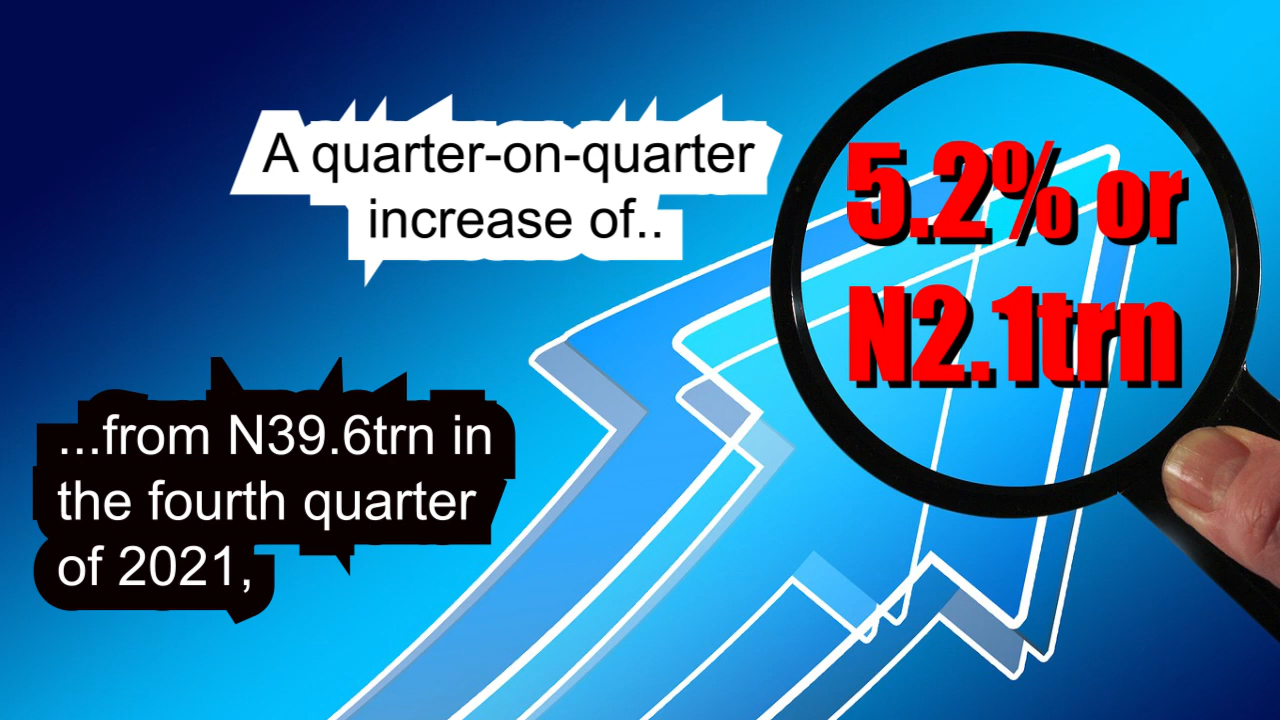 A quarter-on-quarter
increase of..
5.2% or
N2.1trn
...from N39.6trn in
the fourth quarter
of 2021,